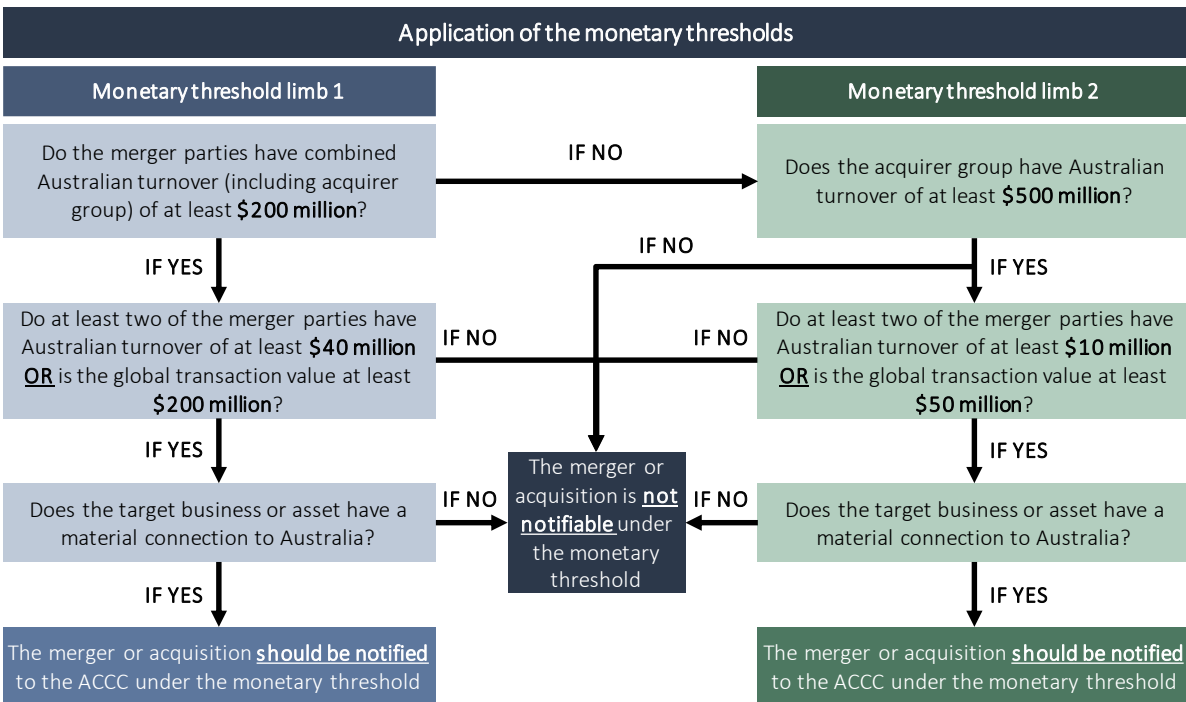 Application of the monetary thresholds
Monetary threshold limb 1
Monetary threshold limb 2
Do the merger parties have combined
Australian turnover (including acquirer
group) of at least $200 million?
IF NO
Does the acquirer group have Australian
turnover of at least $500 million?
IF YES
IF NO
IF YES
Do at least two of the merger parties have
Australian turnover of at least $40 million
OR is the global transaction value at least
$200 million?
IF NO
IF NO
Do at least two of the merger parties have
Australian turnover of at least $10 million
OR is the global transaction value at least
$50 million?
IF YES
IF YES
Does the target business or asset have a
material connection to Australia?
IF NO
The merger or
acquisition is not
notifiable under
the monetary
threshold
IF NO
Does the target business or asset have a
material connection to Australia?
IF YES
IF YES
The merger or acquisition should be notified
to the ACCC under the monetary threshold
The merger or acquisition should be notified
to the ACCC under the monetary threshold